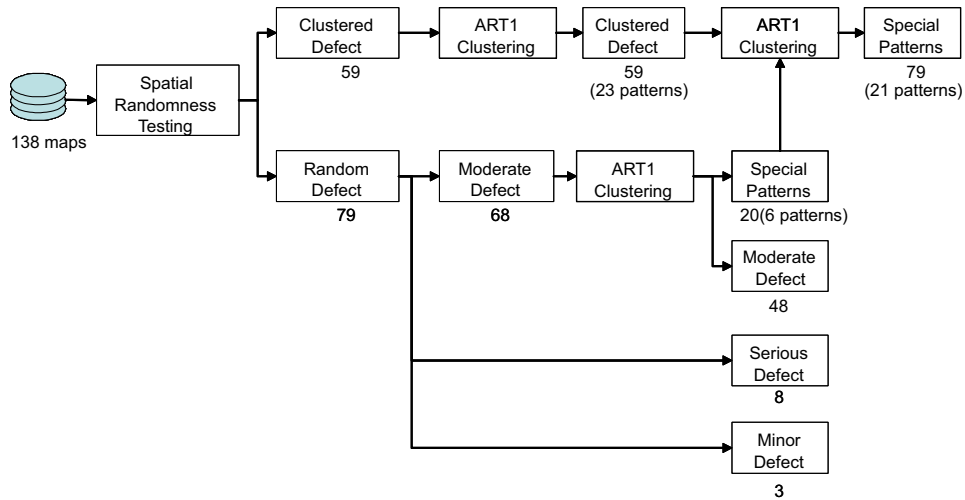 138 maps
Spatial
Randomness
Testing
Clustered
Defect
59
ART1
Clustering
Clustered
Defect
59
(23 patterns)
ART1
Clustering
Special
Patterns
79
(21 patterns)
Random
Defect
79
Moderate
Defect
68
ART1
Clustering
Special
Patterns
20(6 patterns)
Moderate
Defect
48
Serious
Defect
8
Minor
Defect
3